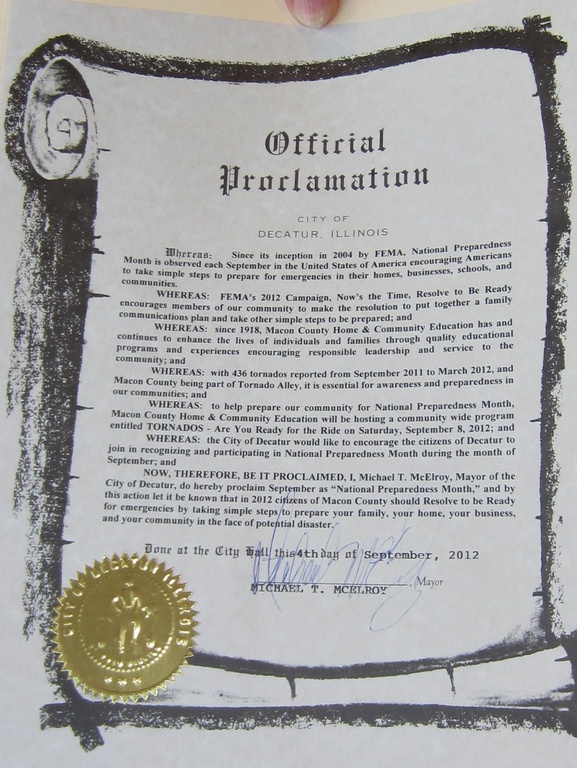 Official
Proclamation
CITY OF
DECATUR, ILLINOIS
Whereas: Since its inception in 2004 by FEMA, National Preparedness
Month is observed each September in the United States of America encouraging Americans
to take simple steps to prepare for emergencies in their homes, businesses, schools, and
communities.
WHEREAS: FEMA's 2012 Campaign, Now's the Time, Resolve to Be Ready
encourages members of our community to make the resolution to put together a family
communications plan and take other simple steps to be prepared; and
WHEREAS: since 1918, Macon County Home & Community Education has and
continues to enhance the lives of individuals and families through quality educational
programs and experiences encouraging responsible leadership and service to the
community; and
WHEREAS: with 436 tornados reported from September 2011 to March 2012, and
Macon County being part of Tornado Alley, it is essential for awareness and preparedness in
our communities; and
WHEREAS: to help prepare our community for National Preparedness Month,
Macon County Home & Community Education will be hosting a community wide program
entitled TORNADOS - Are You Ready for the Ride on Saturday, September 8, 2012; and
WHEREAS: the City of Decatur would like to encourage the citizens of Decatur to
join in recognizing and participating in National Preparedness Month during the month of
September; and
NOW, THEREFORE, BE IT PROCLAIMED, I, Michael T. McElroy, Mayor of the
City of Decatur, do hereby proclaim September as "National Preparedness Month," and by
this action let it be known that in 2012 citizens of Macon County should Resolve to be Ready
for emergencies by taking simple steps to prepare your family, your home, your business,
and your community in the face of potential disaster.
Done at the City Hall this 4th day of September, 2012
, Mayor
MICHAEL T. MCELROY
CITY OF DECATUR ILLINOIS